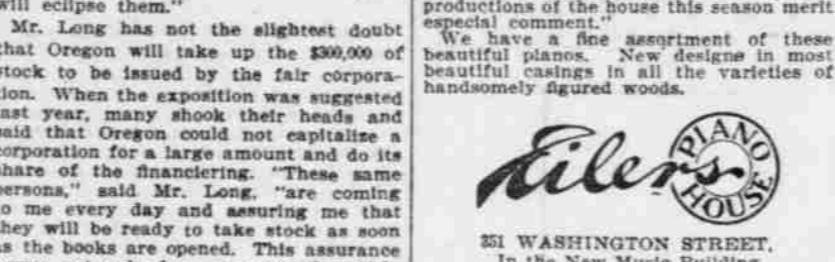 will eclipse them."
Mr. Long has not the slightest doubt
that Oregon will take up the $300,000 of
stock to be issued by the fair corpora-
tion. When the exposition was suggested
last year, many shook their heads and
said that Oregon could not capitalize a
corporation for a large amount and do its
share of the financiering. "These same
persons," said Mr. Long, "are coming
to me every day and assuring me that
they will be ready to take stock as soon
as the books are opened. This assurance
productions of the house this season merit
especial comment."
We have a fine assortment of these
beautiful pianos. New designs in most
beautiful casings in all the varieties of
handsomely figured woods.
Eilers PIANO HOUSE
351 WASHINGTON STREET.
In the New Music Building